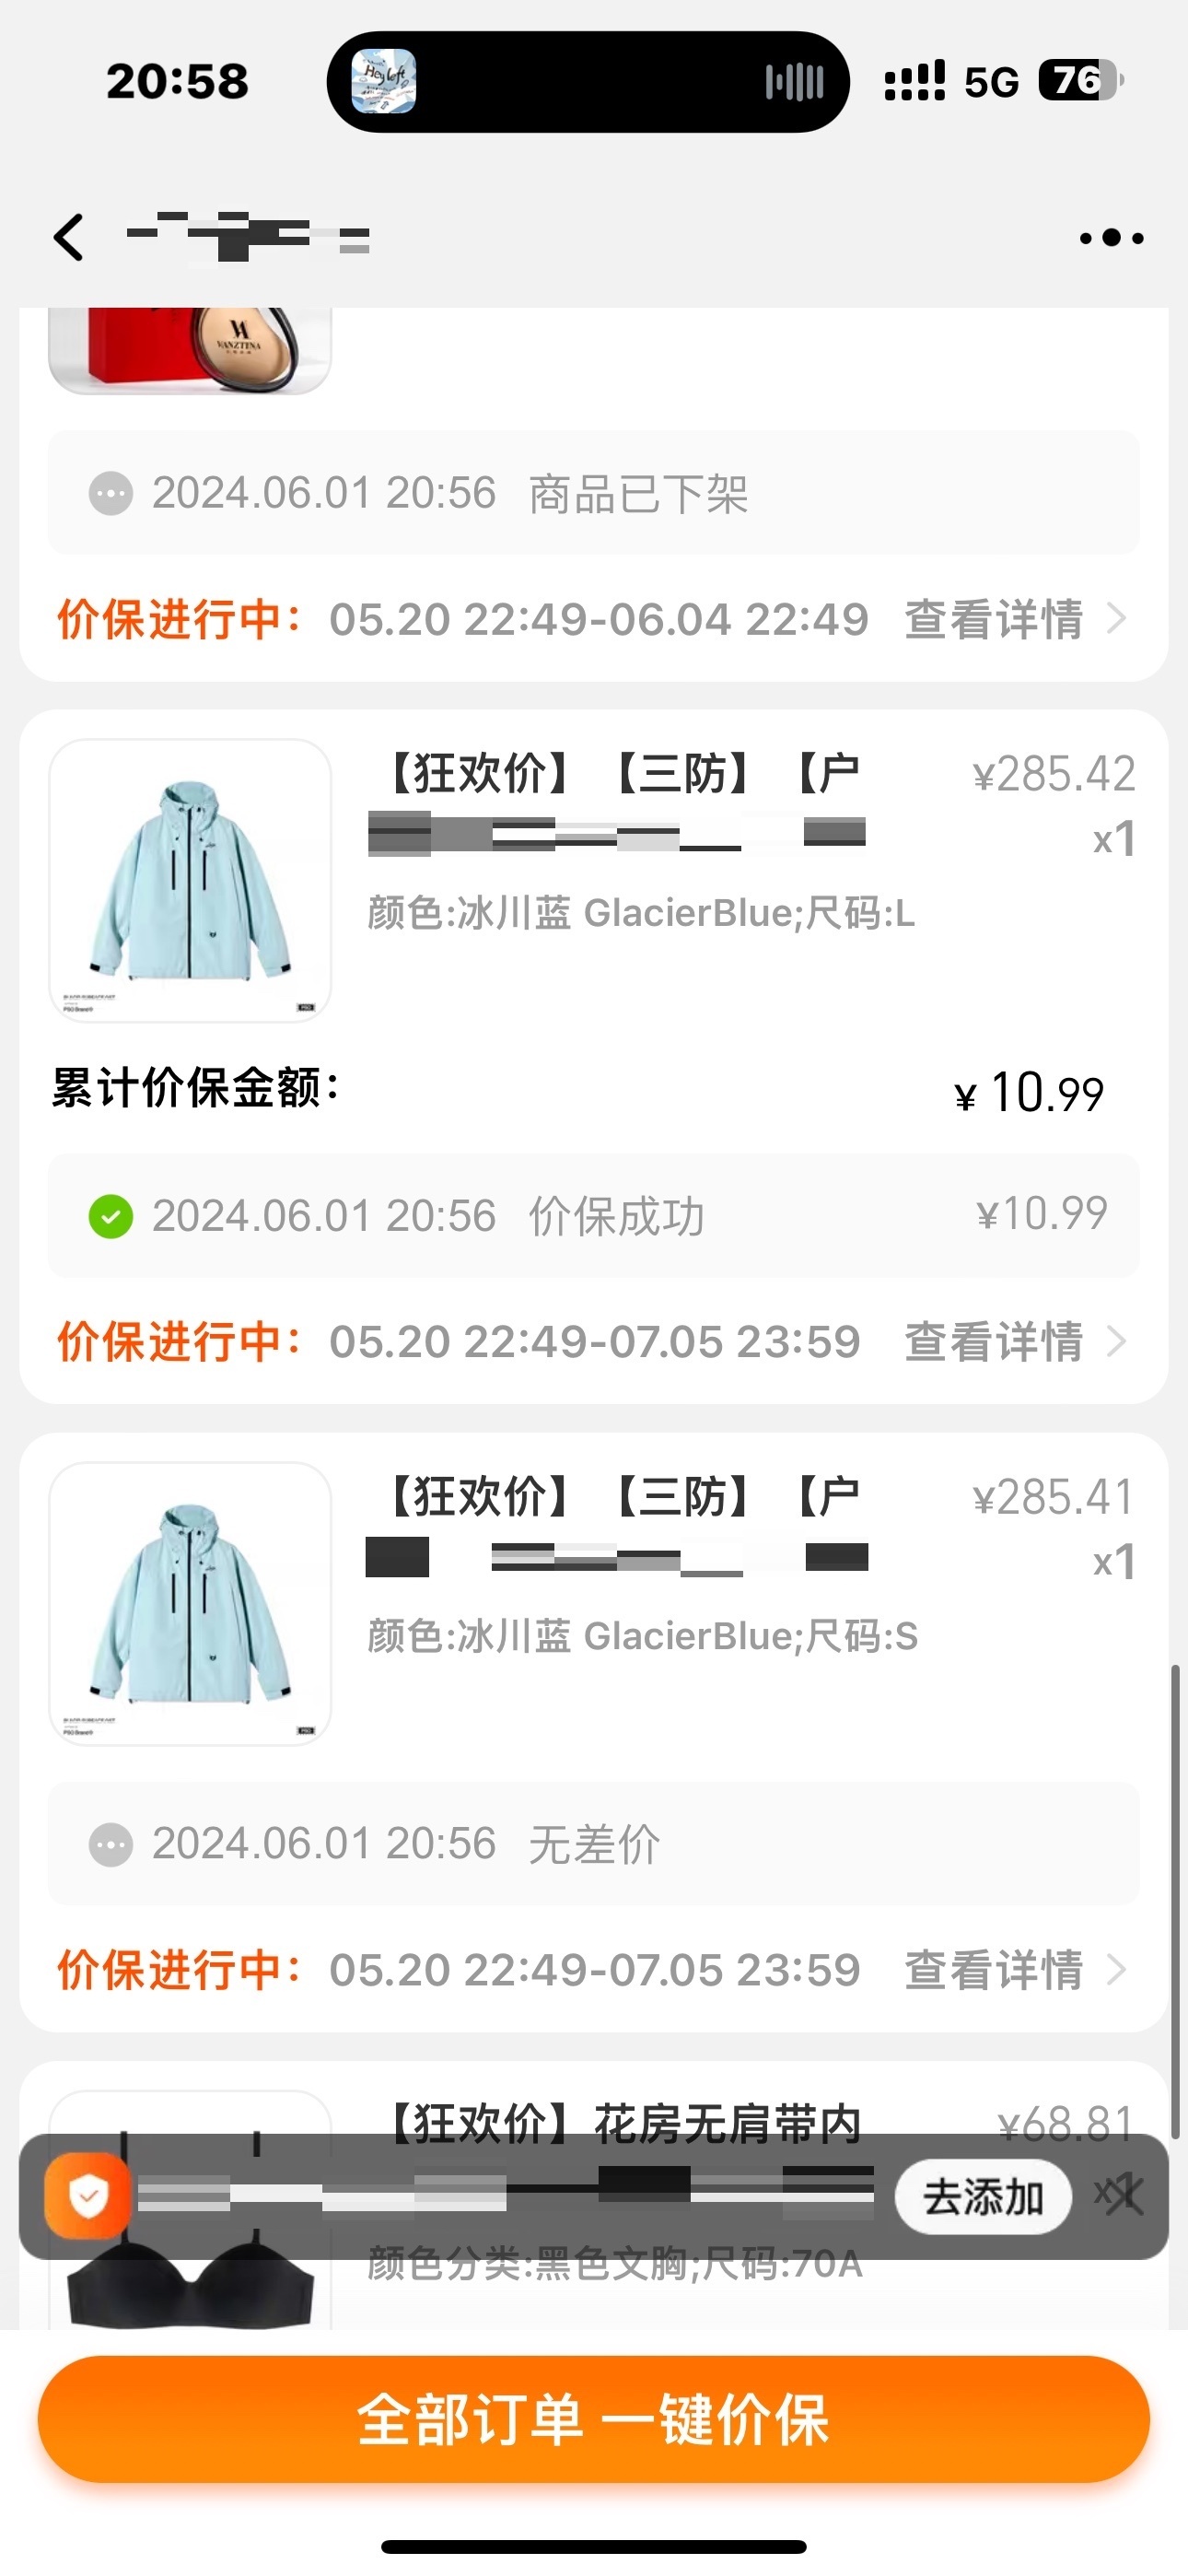 20:58
Hey left
5G
76
VANZTINA
2024.06.01 20:56 商品已下架
价保进行中： 05.20 22:49-06.04 22:49 查看详情
【狂欢价】【三防】【户 ¥285.42
x1
颜色:冰川蓝 GlacierBlue;尺码:L
累计价保金额： ¥ 10.99
2024.06.01 20:56 价保成功 ¥10.99
价保进行中： 05.20 22:49-07.05 23:59 查看详情
【狂欢价】【三防】【户 ¥285.41
x1
颜色:冰川蓝 GlacierBlue;尺码:S
2024.06.01 20:56 无差价
价保进行中： 05.20 22:49-07.05 23:59 查看详情
【狂欢价】花房无肩带内 ¥68.81
去添加 x1
颜色分类:黑色文胸;尺码:70A
全部订单 一键价保